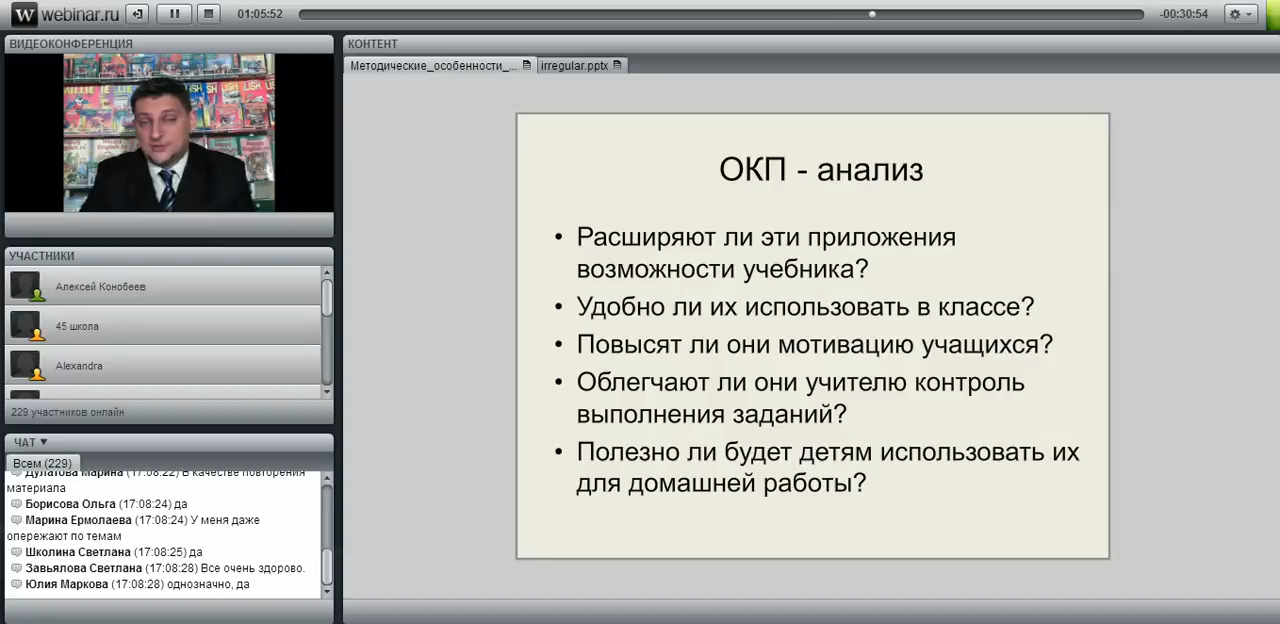 webinar.ru
01:05:52
-00:30:54
ВИДЕОКОНФЕРЕНЦИЯ
УЧАСТНИКИ
Алексей Конобеев
45 школа
Alexandra
229 участников онлайн
ЧАТ
Всем (229)
Дулатова Марина (17:08:22) В качестве повторения
материала
Борисова Ольга (17:08:24) да
Марина Ермолаева (17:08:24) У меня даже
опережают по темам
Школина Светлана (17:08:25) да
Завьялова Светлана (17:08:28) Все очень здорово.
Юлия Маркова (17:08:28) однозначно, да
КОНТЕНТ
Методические_особенности_...
irregular.pptx
ОКП - анализ
• Расширяют ли эти приложения
возможности учебника?
• Удобно ли их использовать в классе?
• Повысят ли они мотивацию учащихся?
• Облегчают ли они учителю контроль
выполнения заданий?
• Полезно ли будет детям использовать их
для домашней работы?